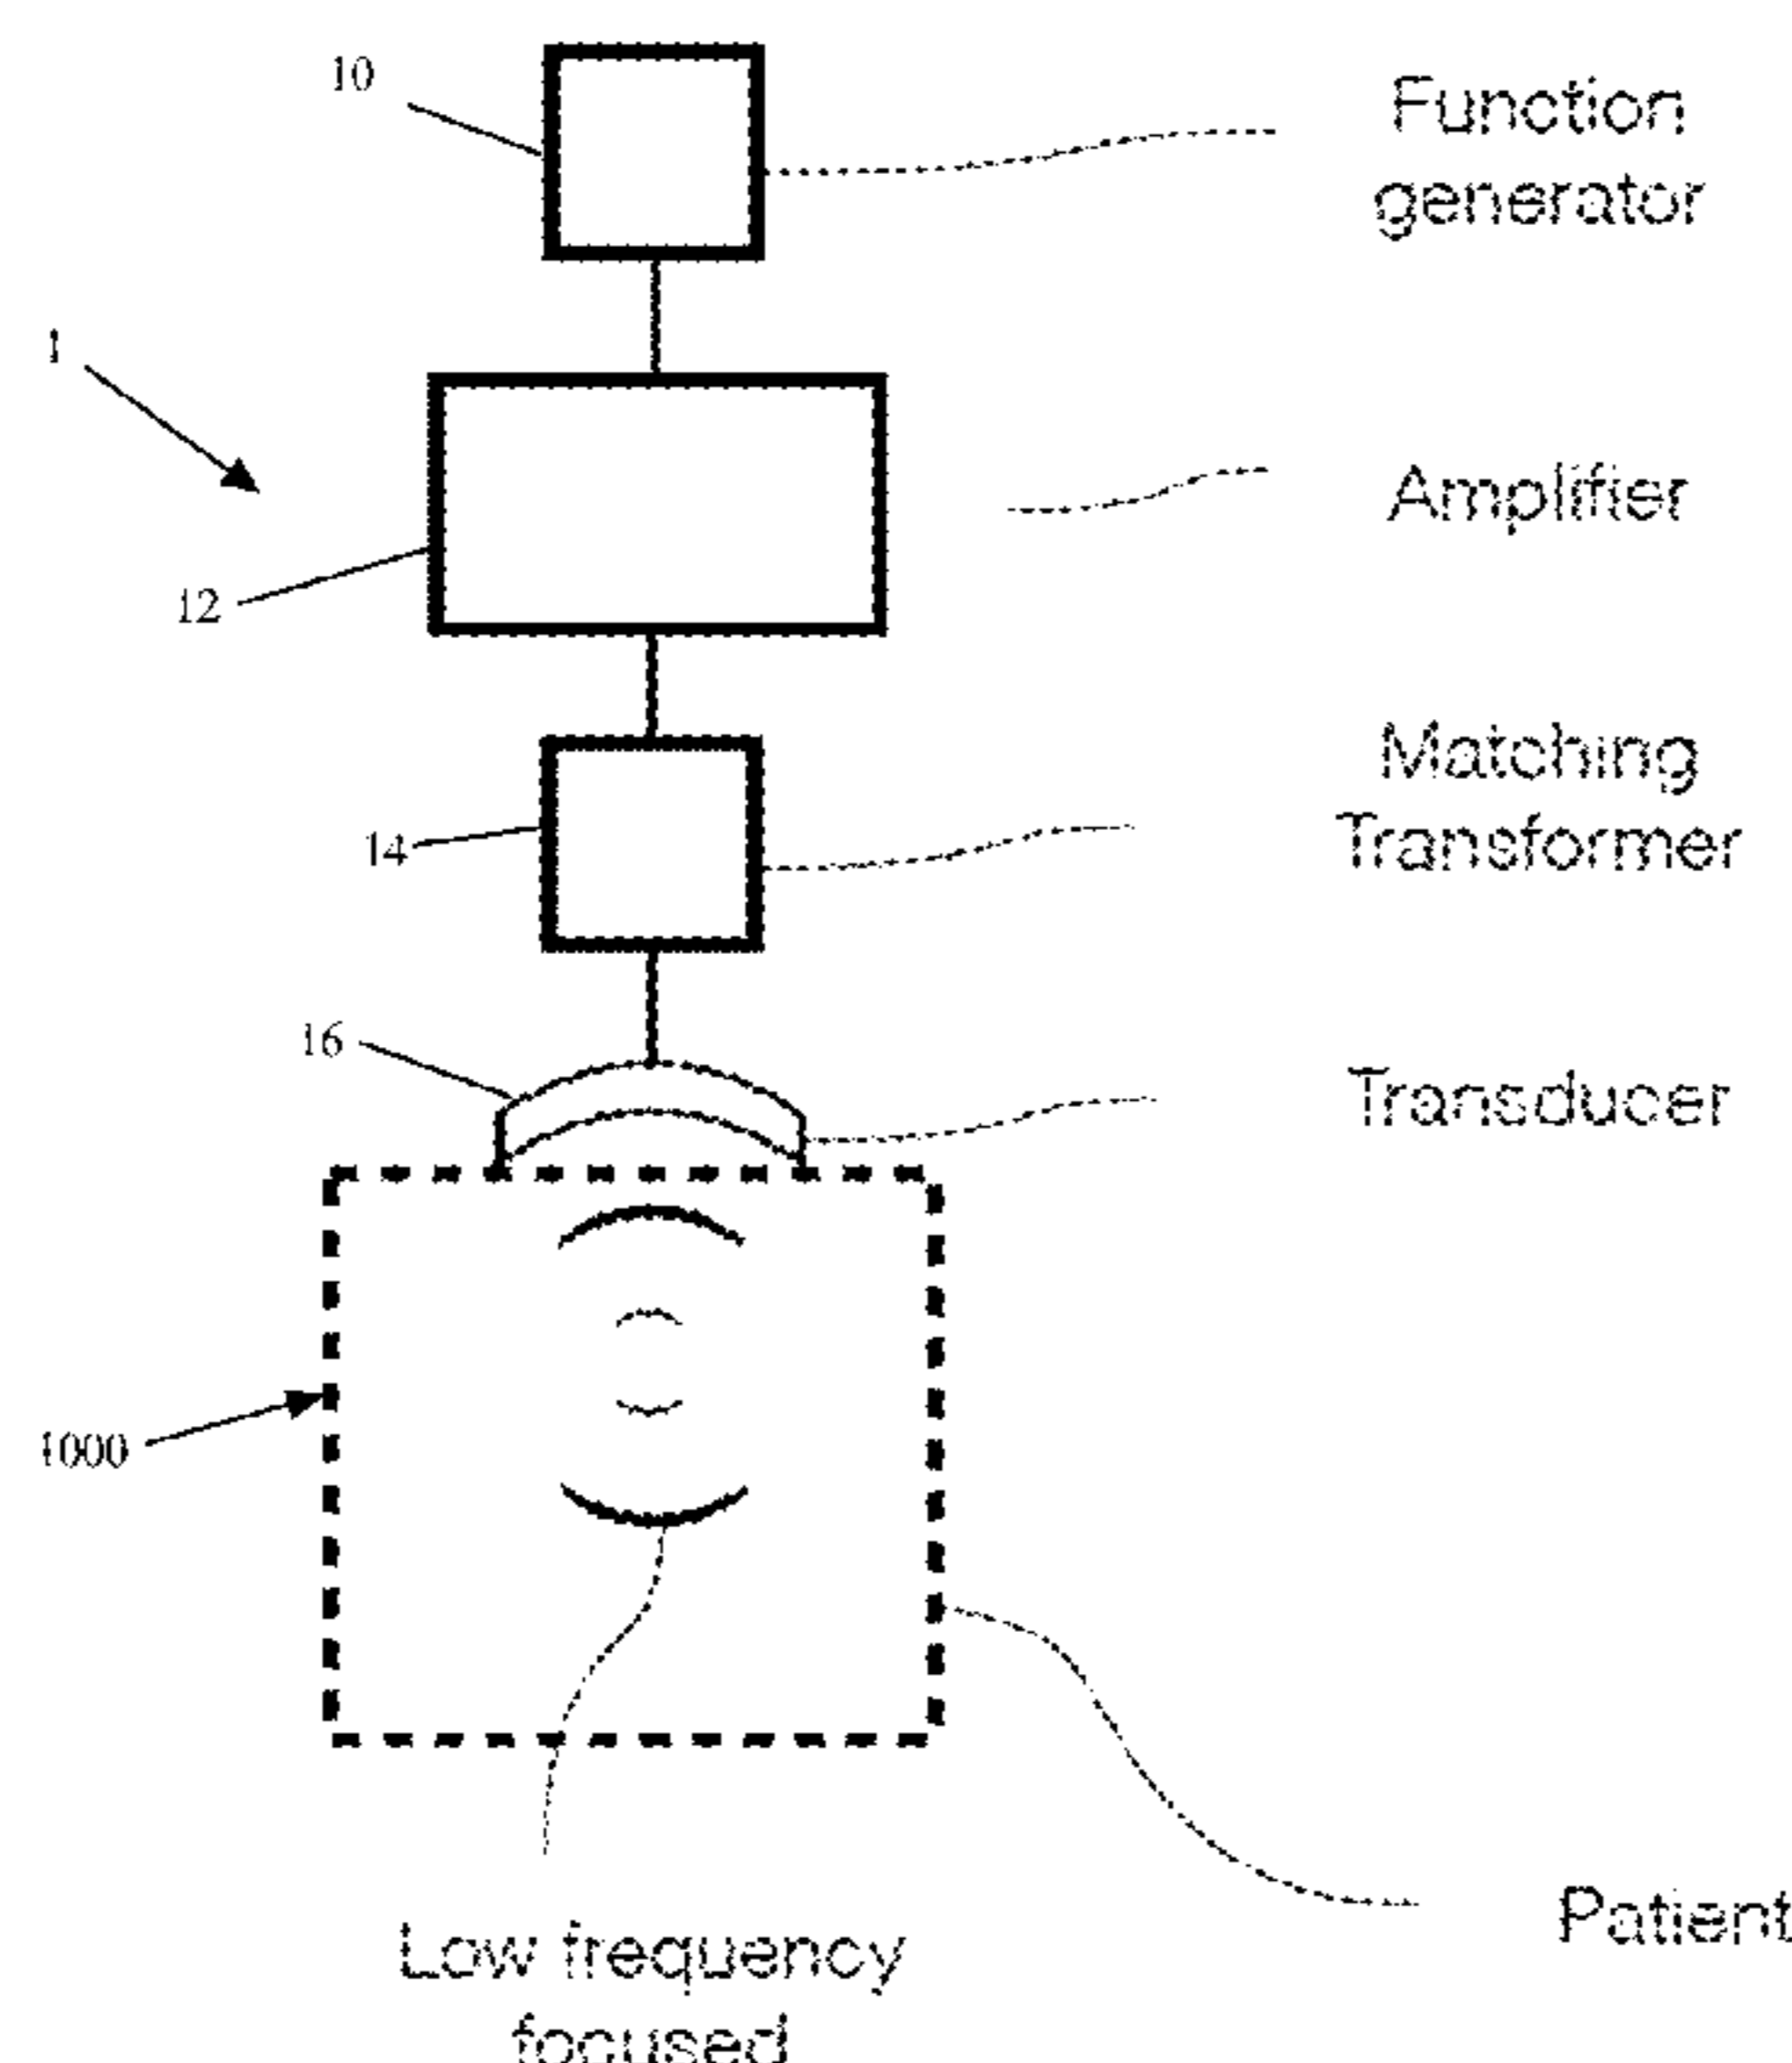 10
Function
generator
1
Amplifier
12
Matching
Transformer
14
16
Transducer
1000
Patient
Low frequency
focused